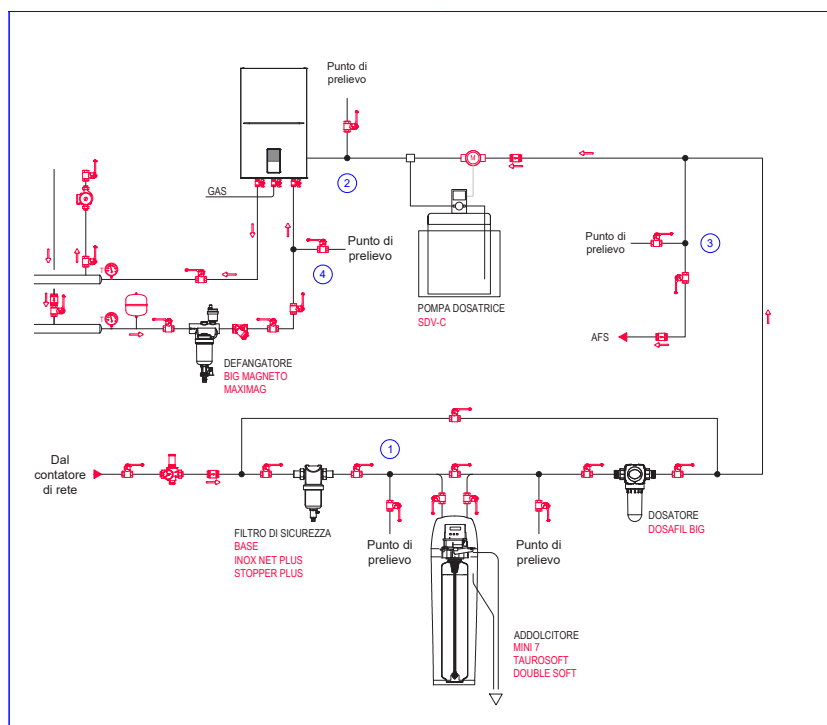 Punto di
prelievo
M
2
GAS
Punto di
prelievo
3
Punto di
prelievo
4
T
POMPA DOSATRICE
SDV-C
AFS
T
DEFANGATORE
BIG MAGNETO
MAXIMAG
1
Dal
contatore
di rete
FILTRO DI SICUREZZA
BASE
INOX NET PLUS
STOPPER PLUS
Punto di
prelievo
Punto di
prelievo
DOSATORE
DOSAFIL BIG
ADDOLCITORE
MINI 7
TAUROSOFT
DOUBLE SOFT